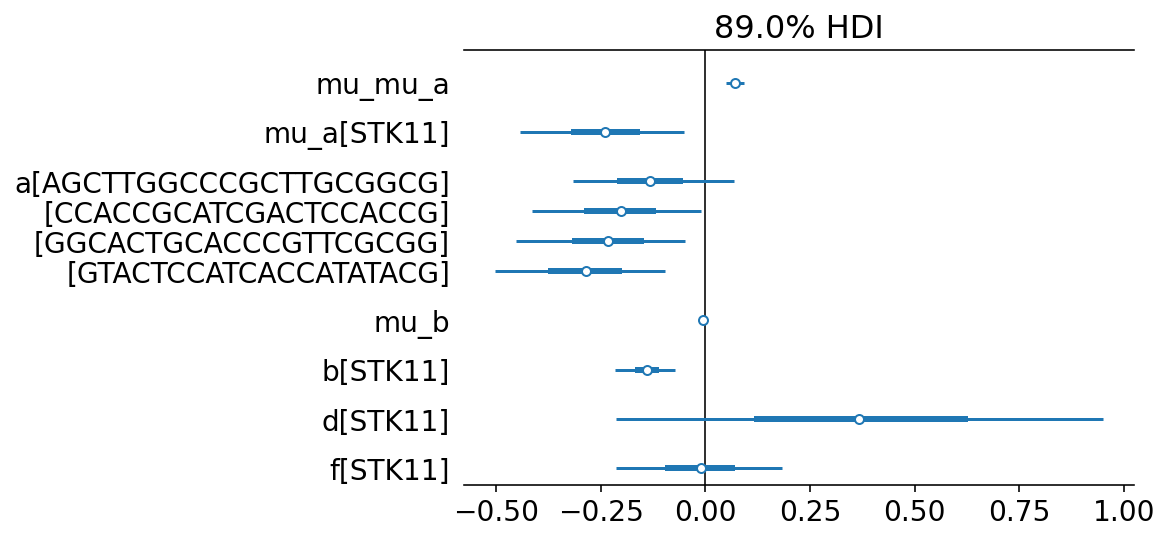 89.0% HDI
mu_mu_a
mu_a[STK11]
a[AGCTTGGCCCGCTTGCGGCG]
[CCACCGCATCGACTCCACCG]
[GGCACTGCACCCGTTCGCGG]
[GTACTCCATCACCATATACG]
mu_b
b[STK11]
d[STK11]
f[STK11]
−0.50 −0.25 0.00 0.25 0.50 0.75 1.00